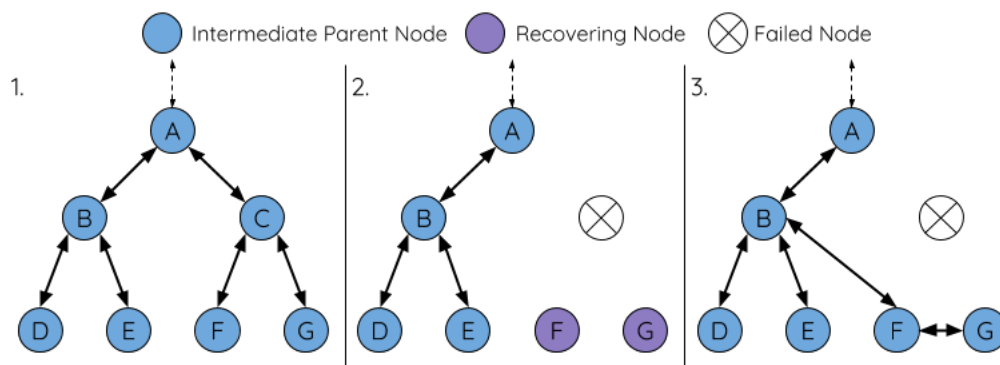 Intermediate Parent Node Recovering Node Failed Node
1. 2. 3.
A A A
B C B B
D E F G D E F G D E F G